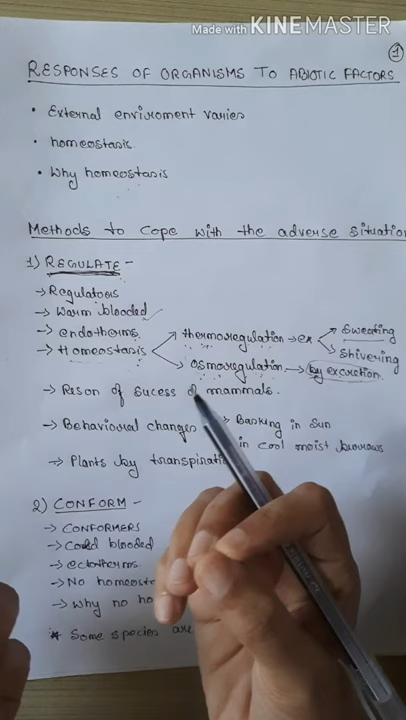 Made with KINEMASTER
1
RESPONSES OF ORGANISMS TO ABIOTIC FACTORS
• External enviroment varies
• homeostasis.
• Why homeostasis
Methods to cope with the adverse situation
1) REGULATE -
→ Regulators
→ Warm blooded
→ endotherms → thermoregulation → ex → Sweating
→ shivering
→ Homeostasis → osmoregulation → by excretion.
→ Reson of sucess of mammals.
→ Behavioural changes → Basking in sun
in cool moist burrows
→ Plants by transpirati
2) CONFORM -
→ CONFORMERS
→ Cold blooded
→ ectotherms
→ No homeosta
→ Why no ho
* Some species are